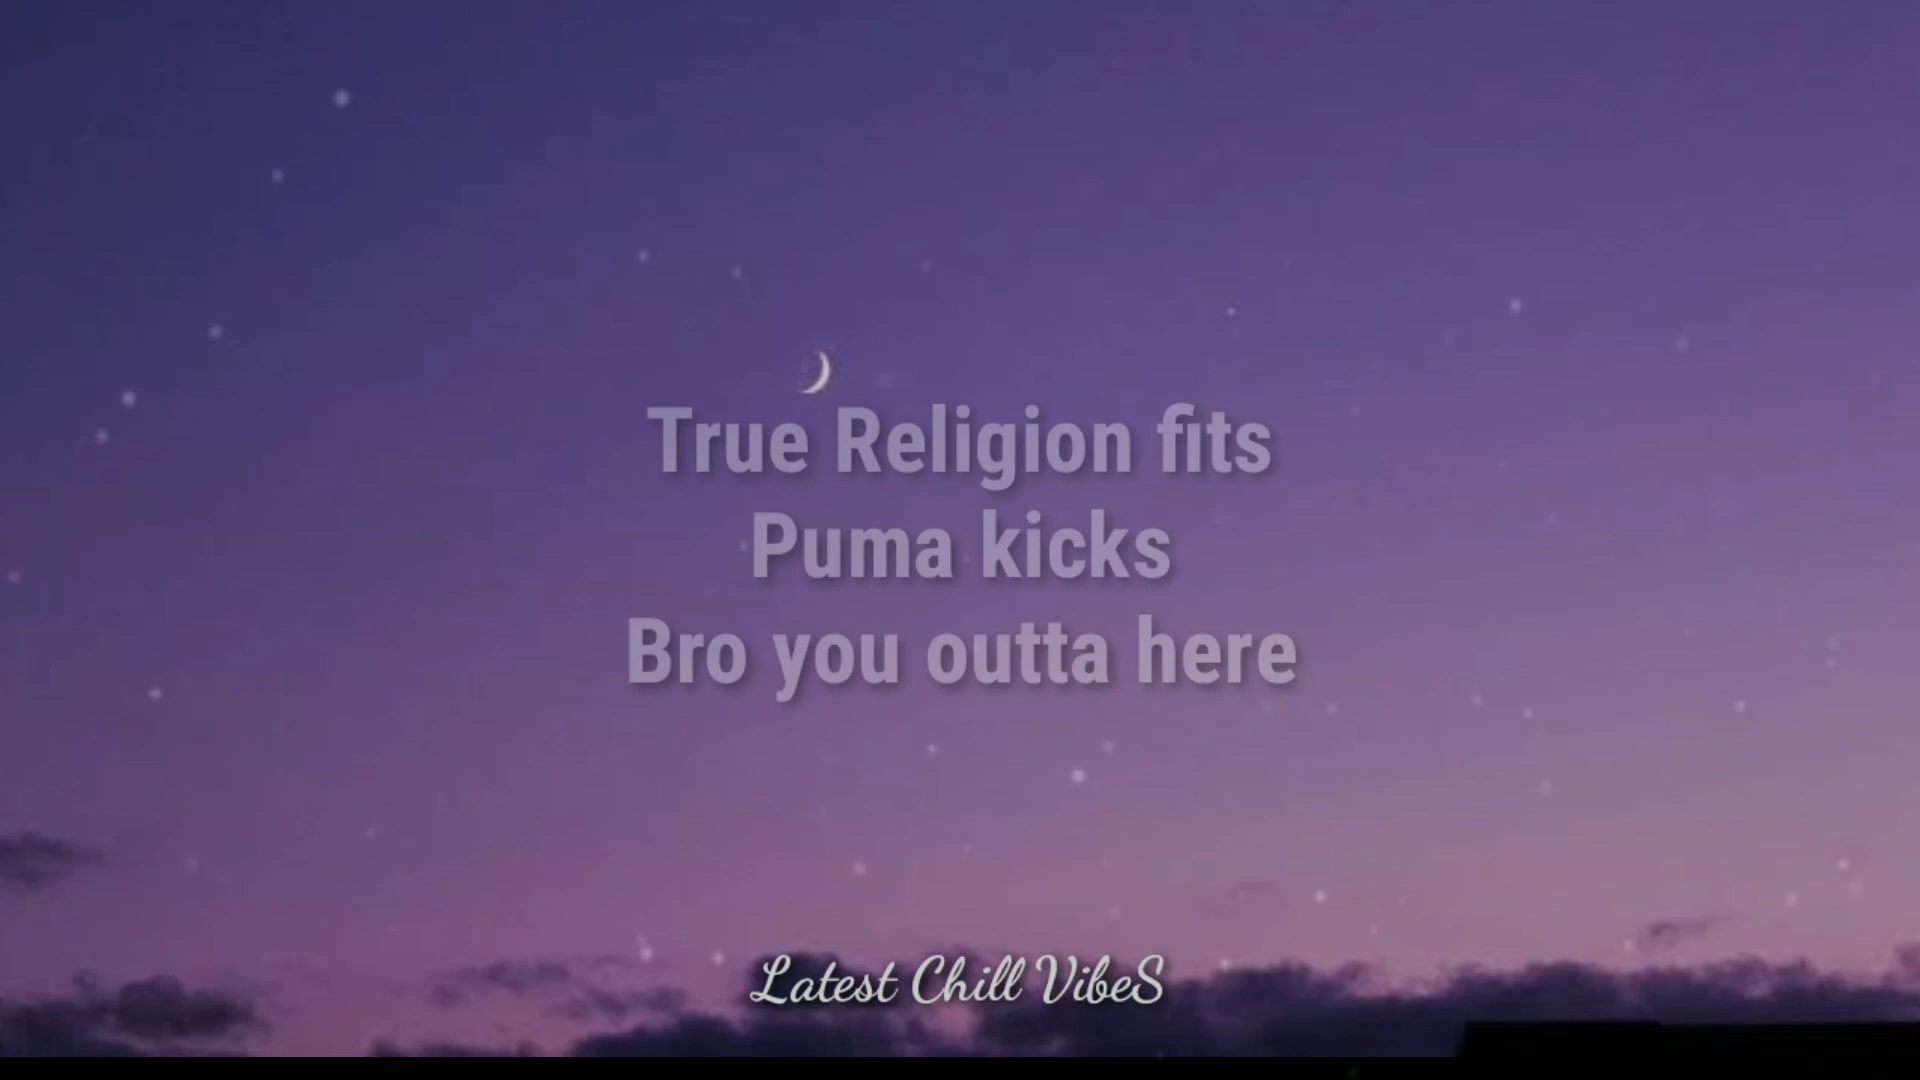 True Religion fits
Puma kicks
Bro you outta here
Latest Chill VibeS